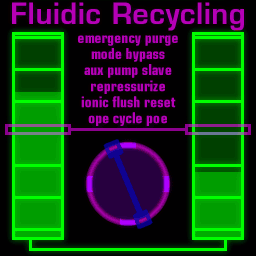 Fluidic Recycling
emergency purge
mode bypass
aux pump slave
repressurize
ionic flush reset
ope cycle poe